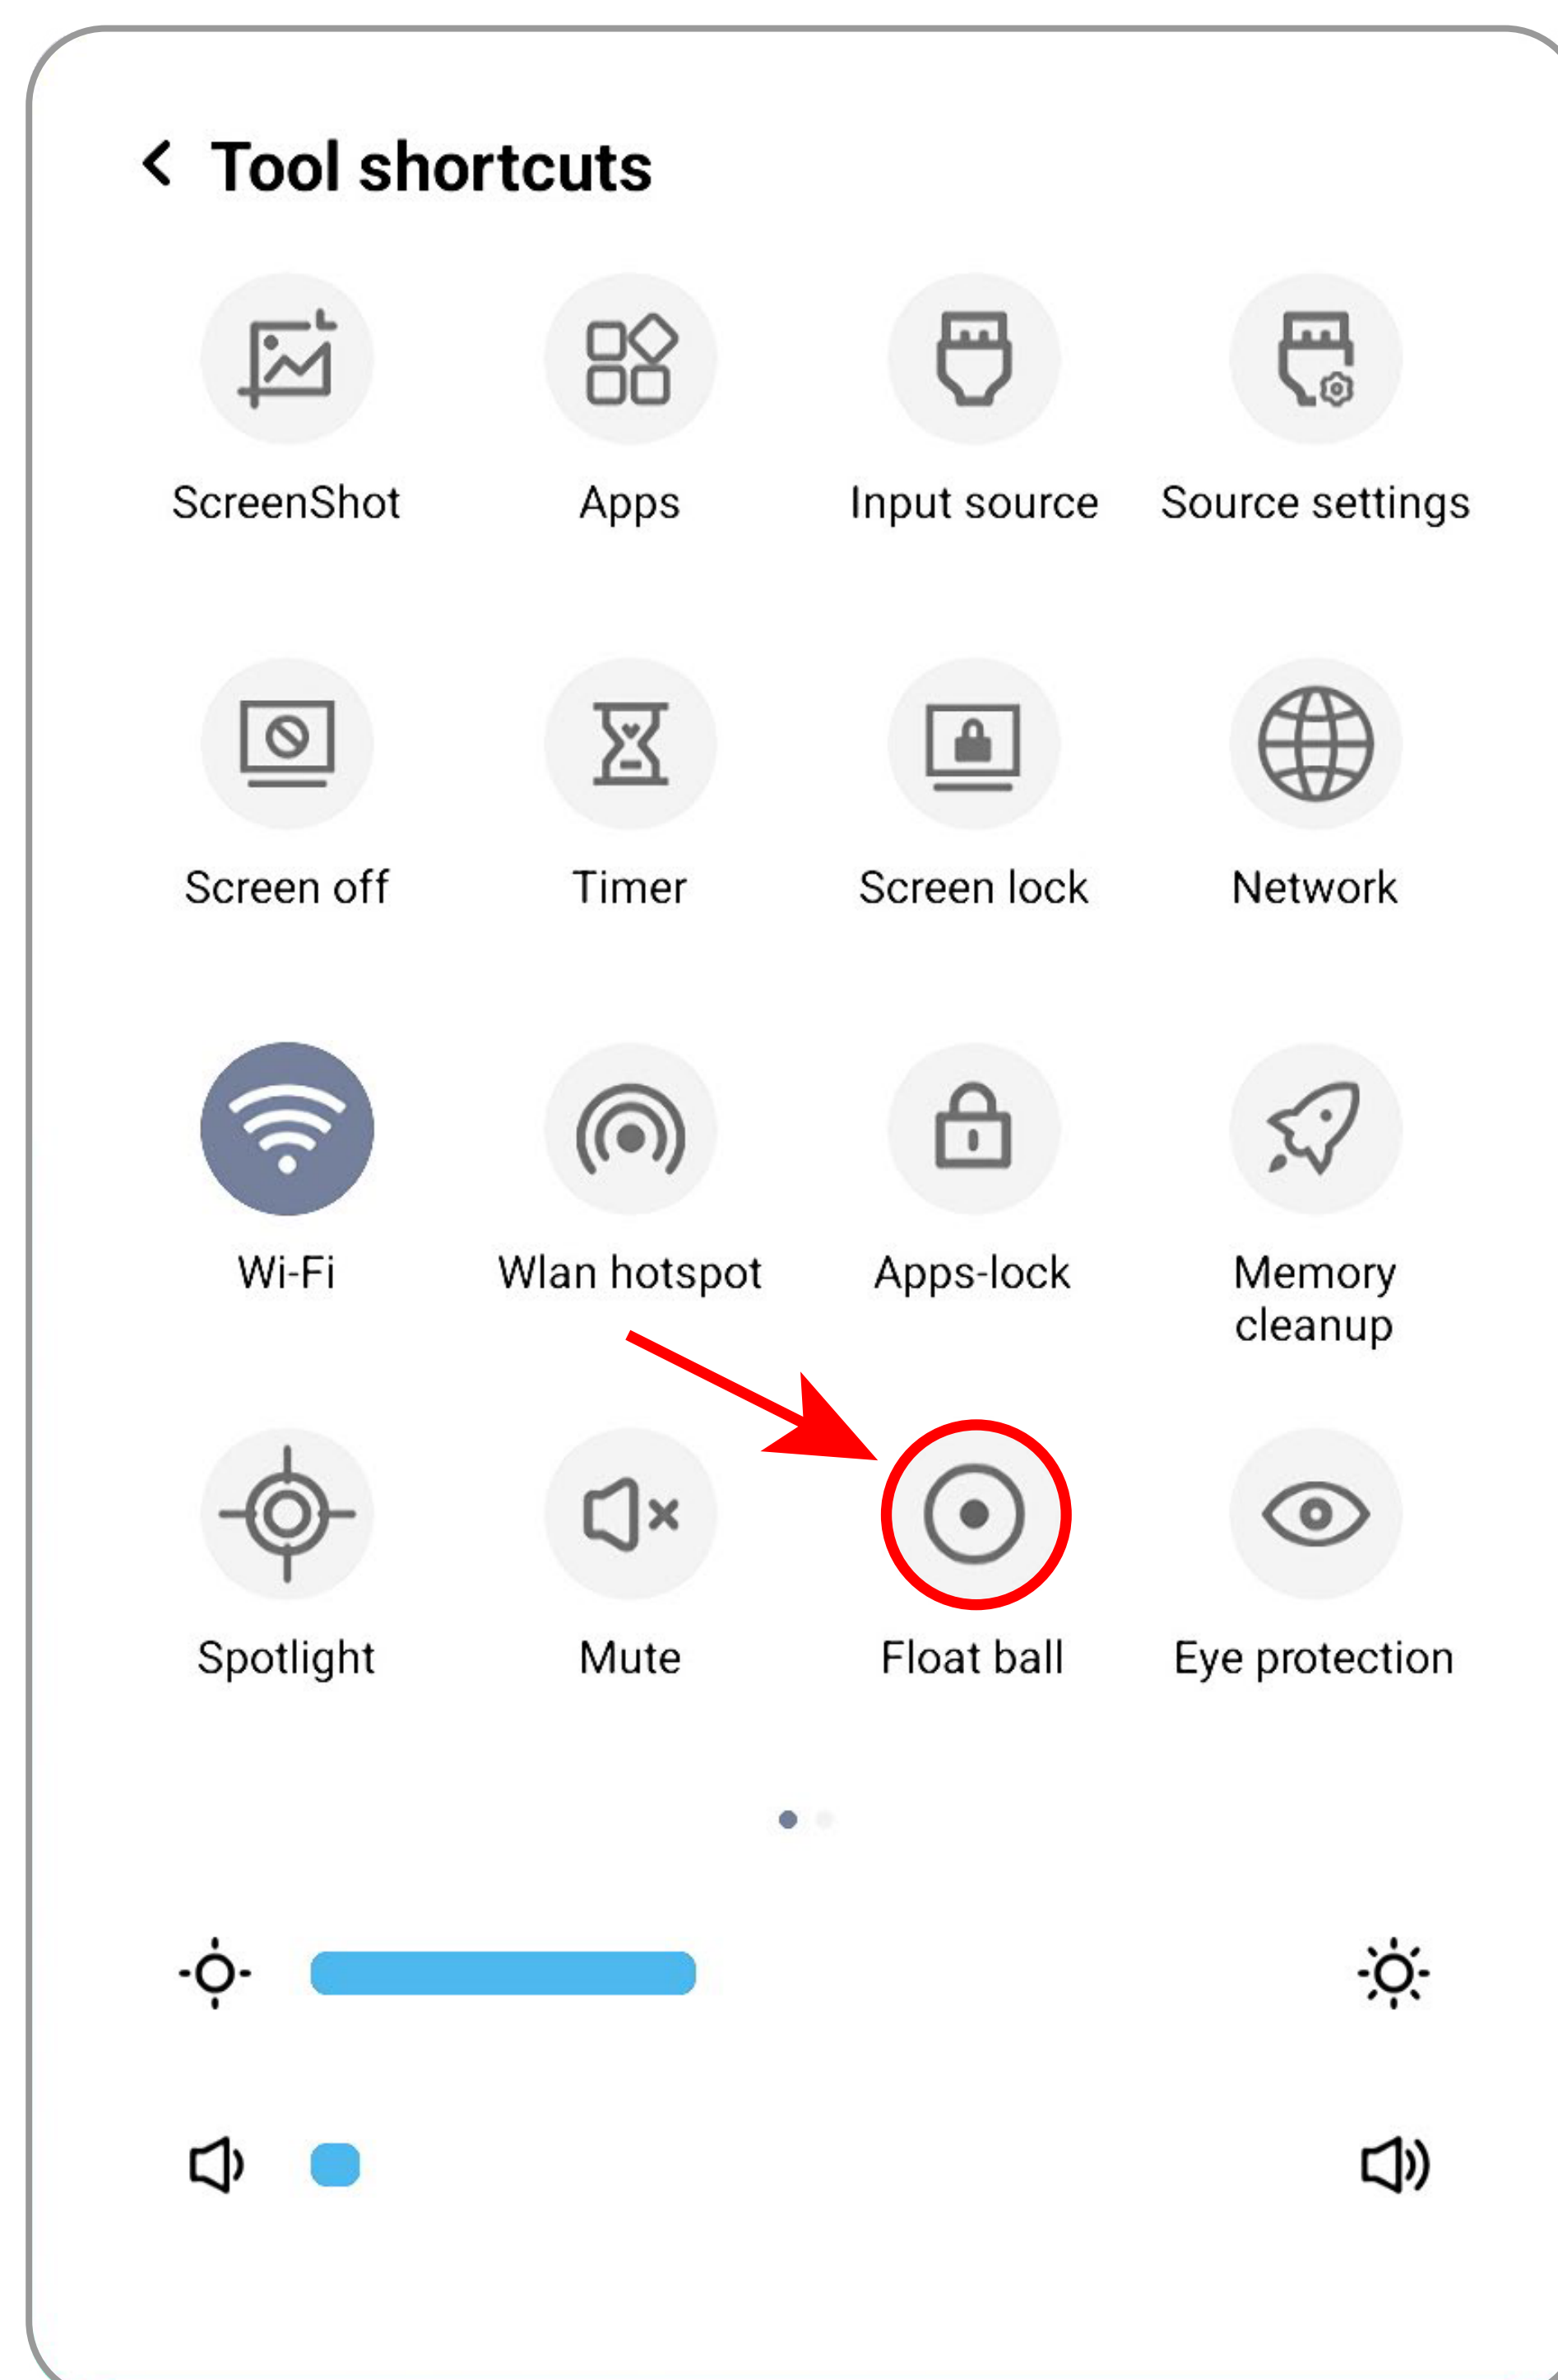 Tool shortcuts
ScreenShot
Apps
Input source
Source settings
Screen off
Timer
Screen lock
Network
Wi-Fi
Wlan hotspot
Apps-lock
Memory
cleanup
Spotlight
Mute
Float ball
Eye protection